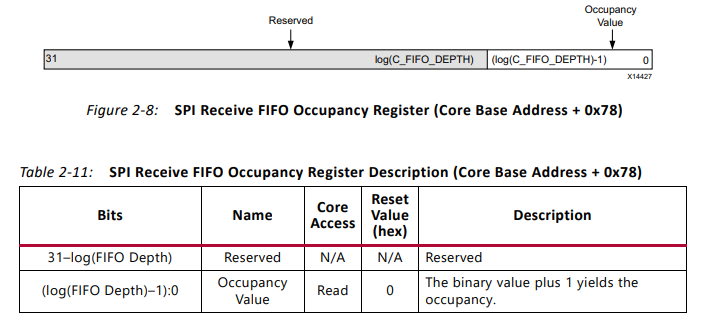 Reserved
Occupancy
Value
31 log(C_FIFO_DEPTH) (log(C_FIFO_DEPTH)-1) 0
X14427
Figure 2-8: SPI Receive FIFO Occupancy Register (Core Base Address + 0x78)
Table 2-11: SPI Receive FIFO Occupancy Register Description (Core Base Address + 0x78)
Bits Name Core Access Reset Value (hex) Description
31–log(FIFO Depth) Reserved N/A N/A Reserved
(log(FIFO Depth)–1):0 Occupancy Value Read 0 The binary value plus 1 yields the
occupancy.